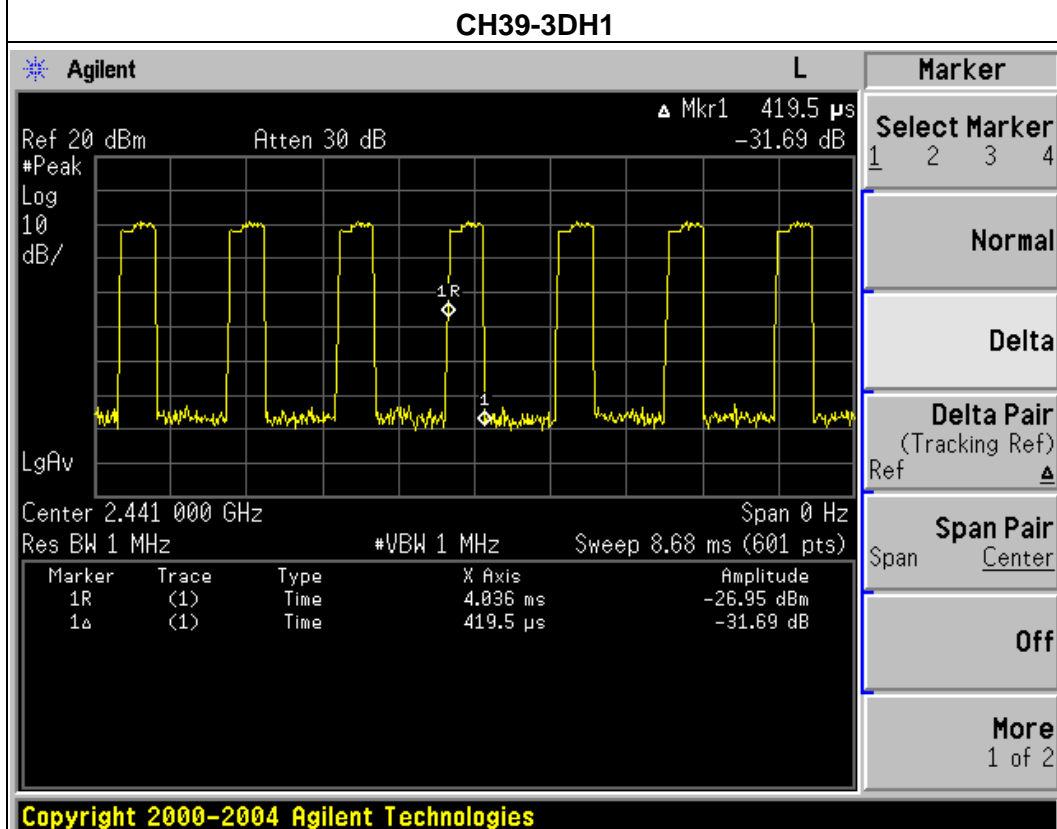 CH39-3DH1
Agilent L
Δ Mkr1 419.5 µs
Ref 20 dBm Atten 30 dB -31.69 dB
#Peak
Log
10
dB/
1R
1
LgAv
Center 2.441 000 GHz Span 0 Hz
Res BW 1 MHz #VBW 1 MHz Sweep 8.68 ms (601 pts)
Marker Trace Type X Axis Amplitude
1R (1) Time 4.036 ms -26.95 dBm
1Δ (1) Time 419.5 µs -31.69 dB
Marker
Select Marker
1 2 3 4
Normal
Delta
Delta Pair
(Tracking Ref)
Ref Δ
Span Pair
Span Center
Off
More
1 of 2
Copyright 2000-2004 Agilent Technologies